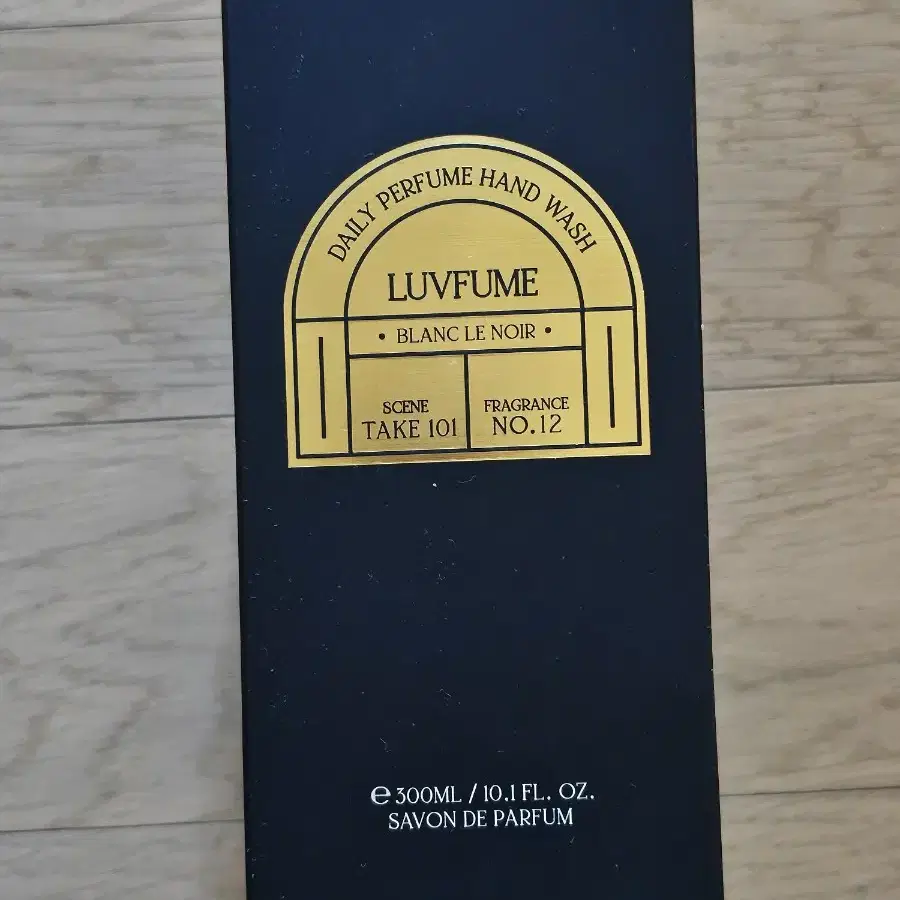 DAILY PERFUME HAND WASH
LUVFUME
• BLANC LE NOIR •
SCENE
TAKE 101
FRAGRANCE
NO.12
℮ 300ML / 10.1 FL. OZ.
SAVON DE PARFUM